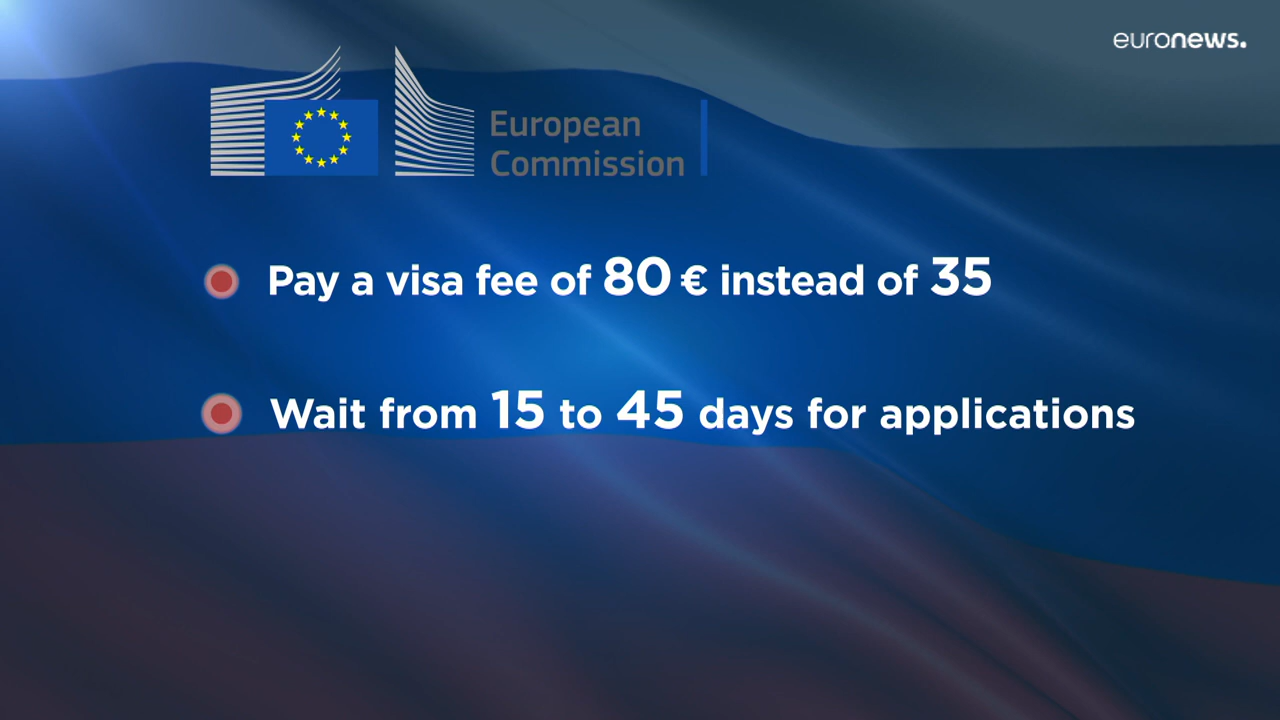 euronews.
European
Commission
Pay a visa fee of 80 € instead of 35
Wait from 15 to 45 days for applications